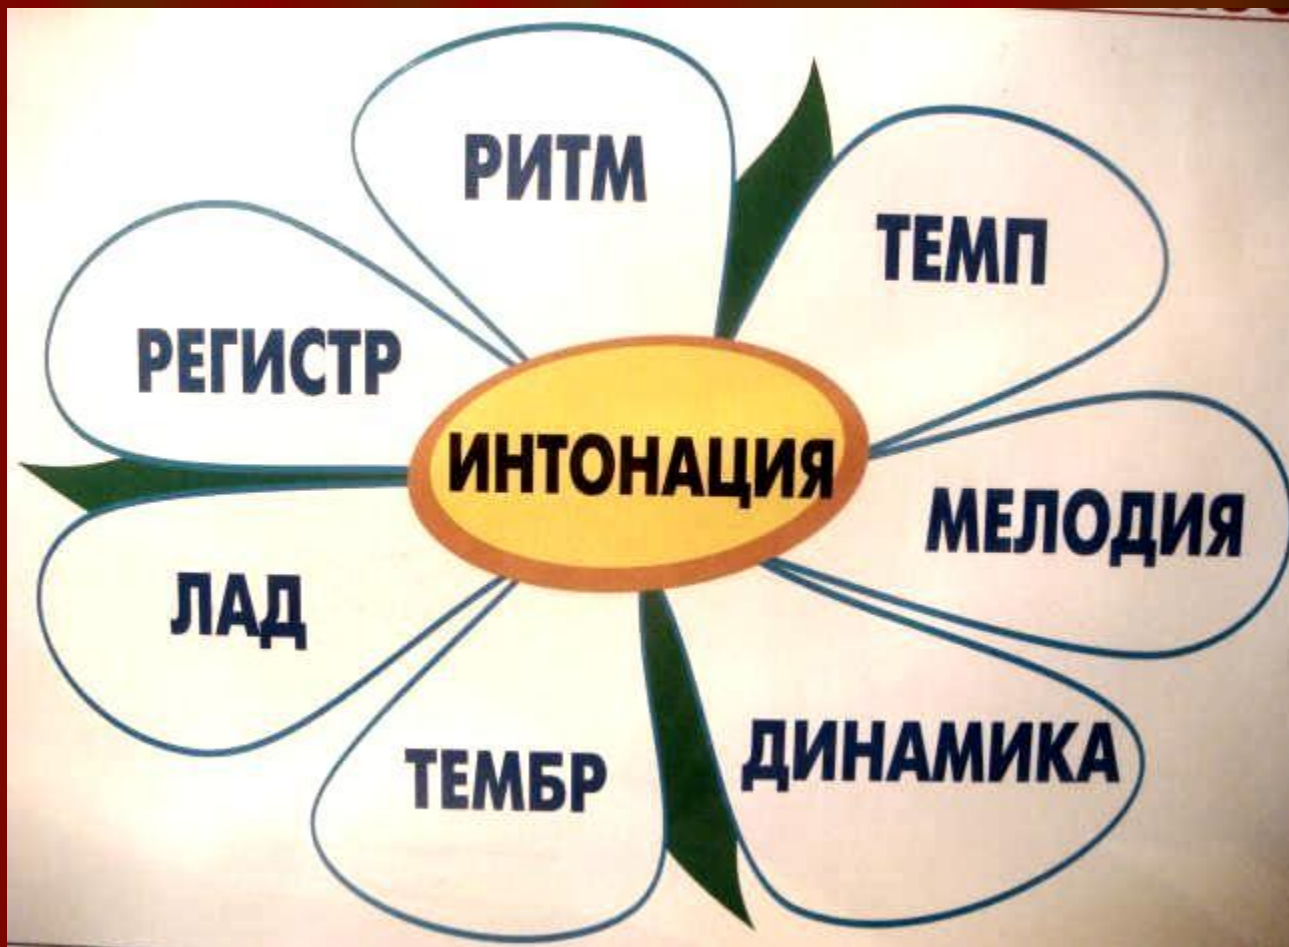 РИТМ
ТЕМП
РЕГИСТР
ИНТОНАЦИЯ
МЕЛОДИЯ
ЛАД
ДИНАМИКА
ТЕМБР